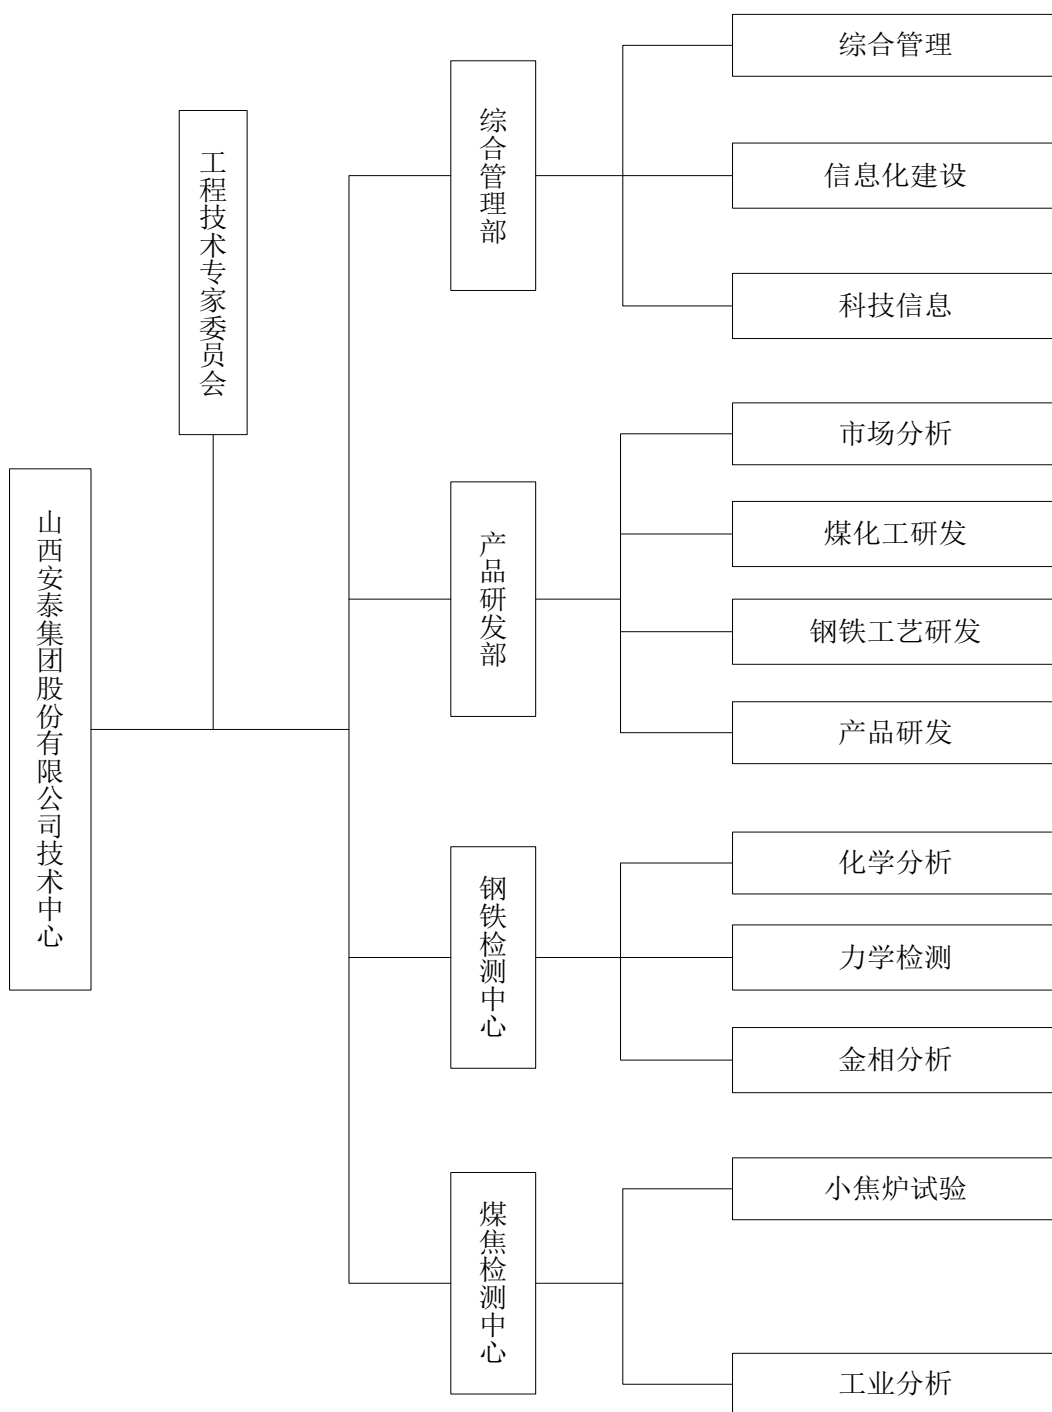 山西安泰集团股份有限公司技术中心
工程技术专家委员会
综合管理部
综合管理
信息化建设
科技信息
产品研发部
市场分析
煤化工研发
钢铁工艺研发
产品研发
钢铁检测中心
化学分析
力学检测
金相分析
煤焦检测中心
小焦炉试验
工业分析